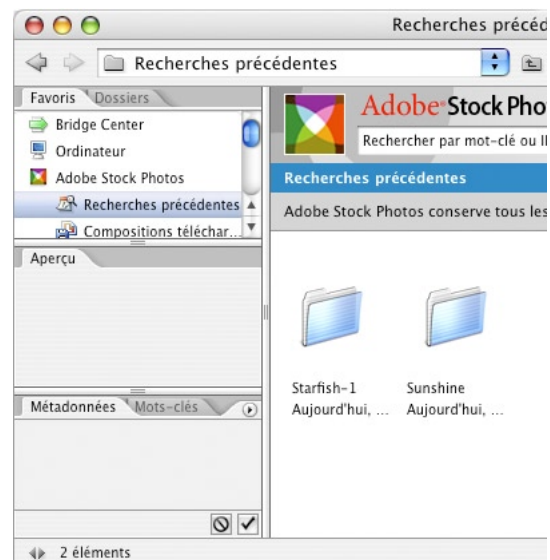 Recherches précéd
Recherches précédentes
Favoris Dossiers
Bridge Center
Ordinateur
Adobe Stock Photos
Recherches précédentes
Compositions téléchar...
Aperçu
Métadonnées Mots-clés
2 éléments
Adobe Stock Pho
Rechercher par mot-clé ou I
Recherches précédentes
Adobe Stock Photos conserve tous les
Starfish-1
Aujourd'hui, ...
Sunshine
Aujourd'hui, ...